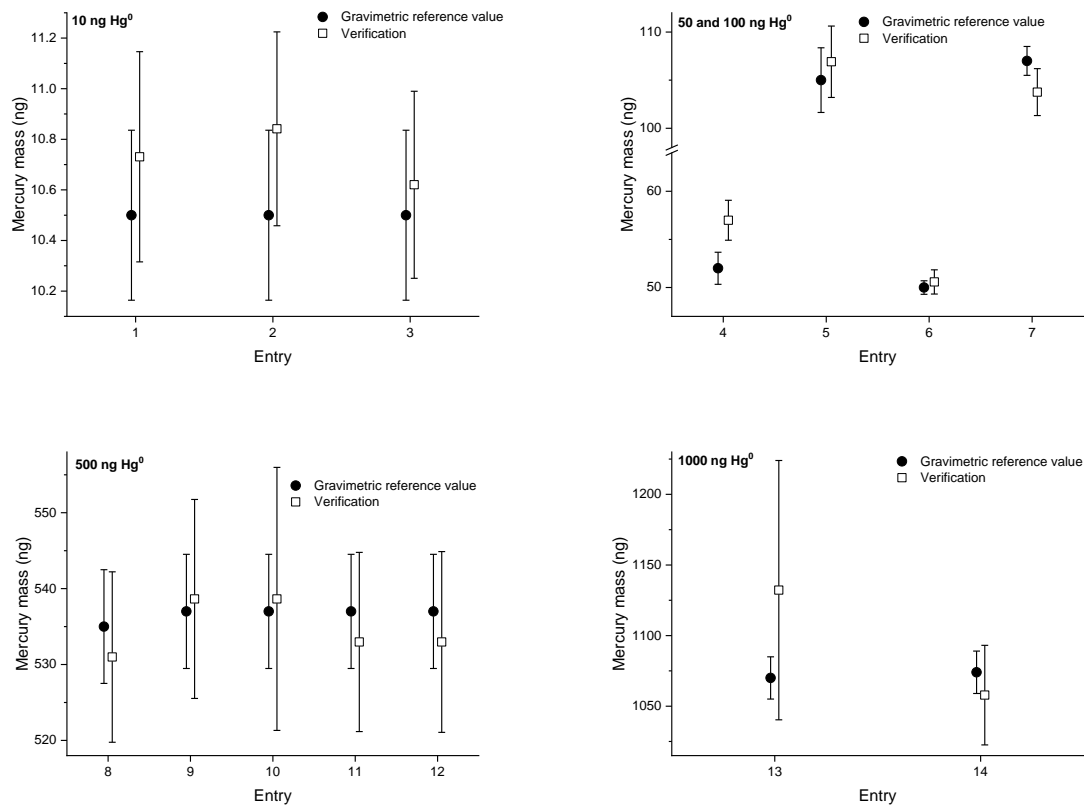 10 ng Hg⁰
Gravimetric reference value
Verification
11.2
11.0
10.8
10.6
10.4
10.2
Mercury mass (ng)
1 2 3
Entry
50 and 100 ng Hg⁰
Gravimetric reference value
Verification
110
100
60
50
Mercury mass (ng)
4 5 6 7
Entry
500 ng Hg⁰
Gravimetric reference value
Verification
550
540
530
520
Mercury mass (ng)
8 9 10 11 12
Entry
1000 ng Hg⁰
Gravimetric reference value
Verification
1200
1150
1100
1050
Mercury mass (ng)
13 14
Entry